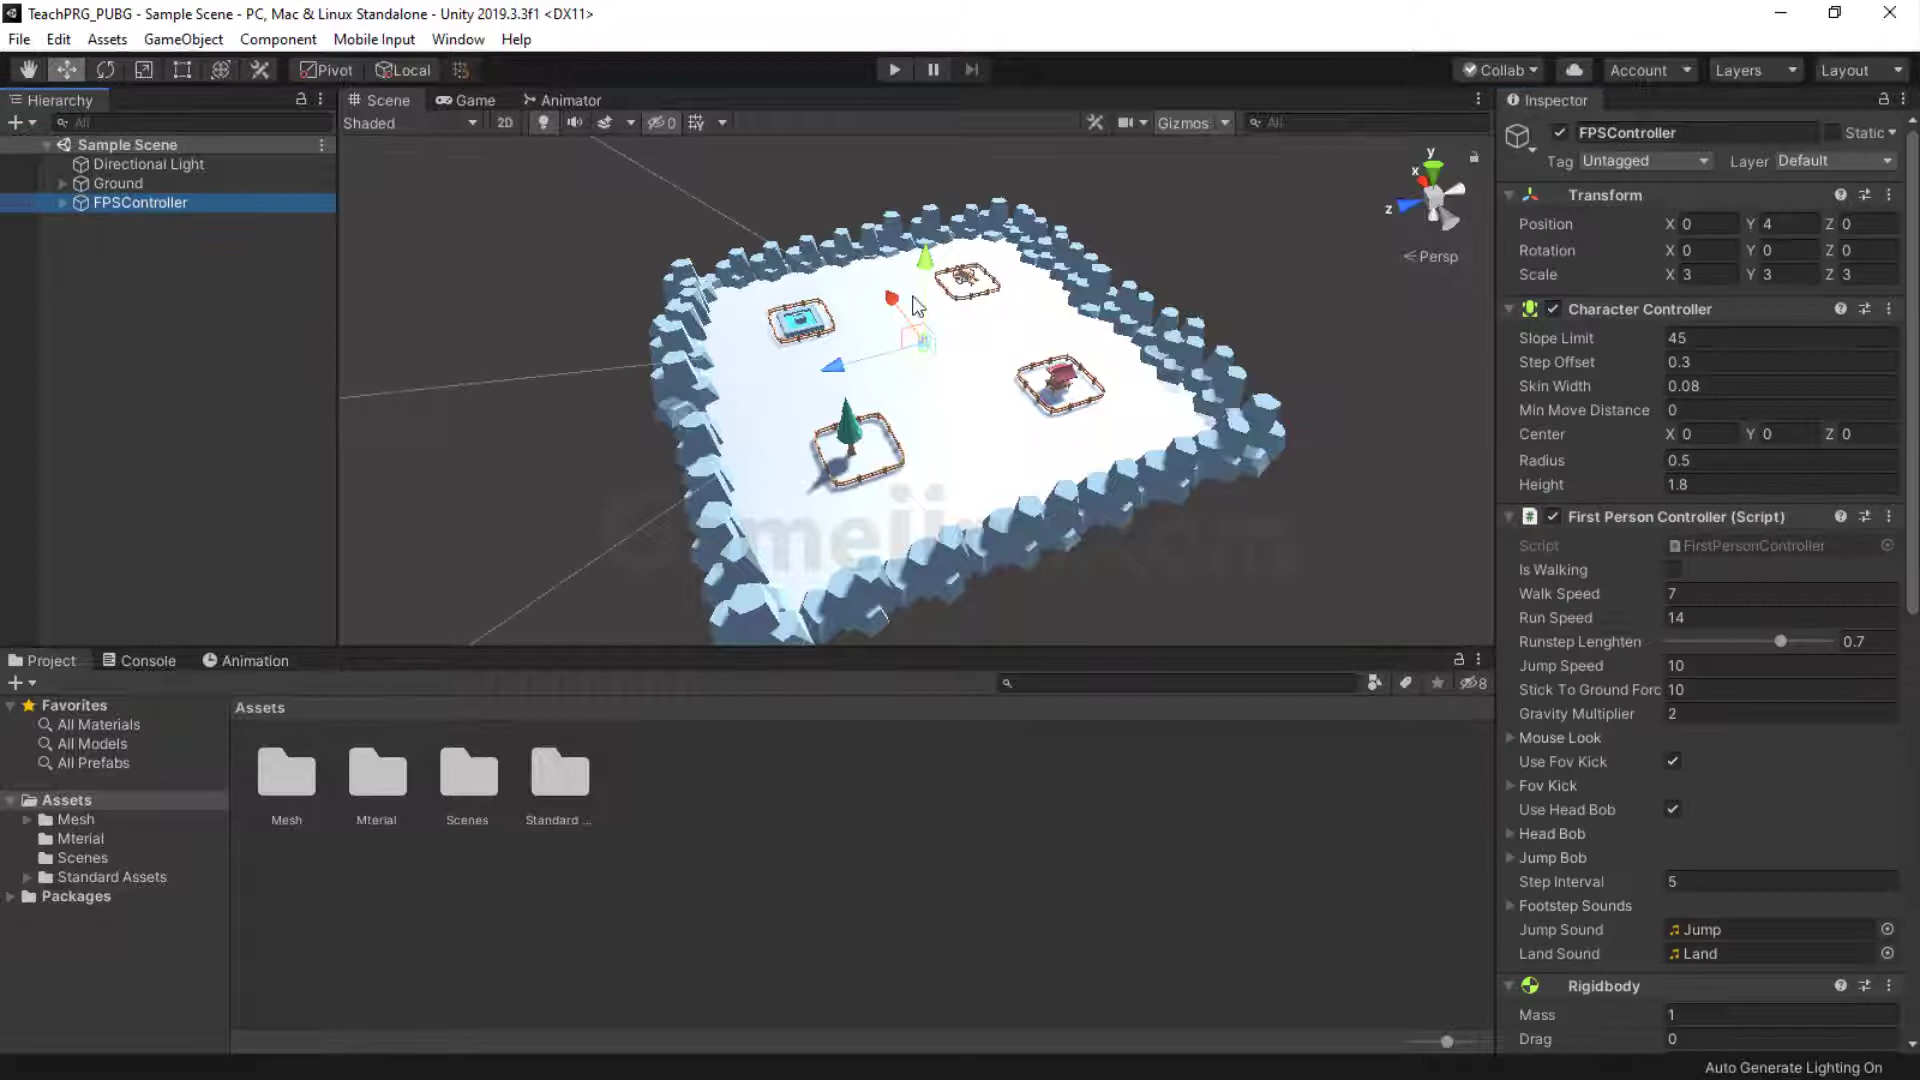 TeachPRG_PUBG - Sample Scene - PC, Mac & Linux Standalone - Unity 2019.3.3f1 <DX11>
File Edit Assets GameObject Component Mobile Input Window Help
Pivot Local Collab Account Layers Layout
Hierarchy
All
Sample Scene
Directional Light
Ground
FPSController
Scene Game Animator
Shaded 2D 0 Gizmos All
y
x
z
Persp
Inspector
FPSController Static
Tag Untagged Layer Default
Transform
Position X 0 Y 4 Z 0
Rotation X 0 Y 0 Z 0
Scale X 3 Y 3 Z 3
Character Controller
Slope Limit 45
Step Offset 0.3
Skin Width 0.08
Min Move Distance 0
Center X 0 Y 0 Z 0
Radius 0.5
Height 1.8
First Person Controller (Script)
Script FirstPersonController
Is Walking
Walk Speed 7
Run Speed 14
Runstep Lenghten 0.7
Jump Speed 10
Stick To Ground Forc 10
Gravity Multiplier 2
Mouse Look
Use Fov Kick
Fov Kick
Use Head Bob
Head Bob
Jump Bob
Step Interval 5
Footstep Sounds
Jump Sound Jump
Land Sound Land
Rigidbody
Mass 1
Drag 0
Project Console Animation
8
Favorites
All Materials
All Models
All Prefabs
Assets
Mesh
Mterial
Scenes
Standard Assets
Packages
Assets
Mesh Mterial Scenes Standard ...
Auto Generate Lighting On